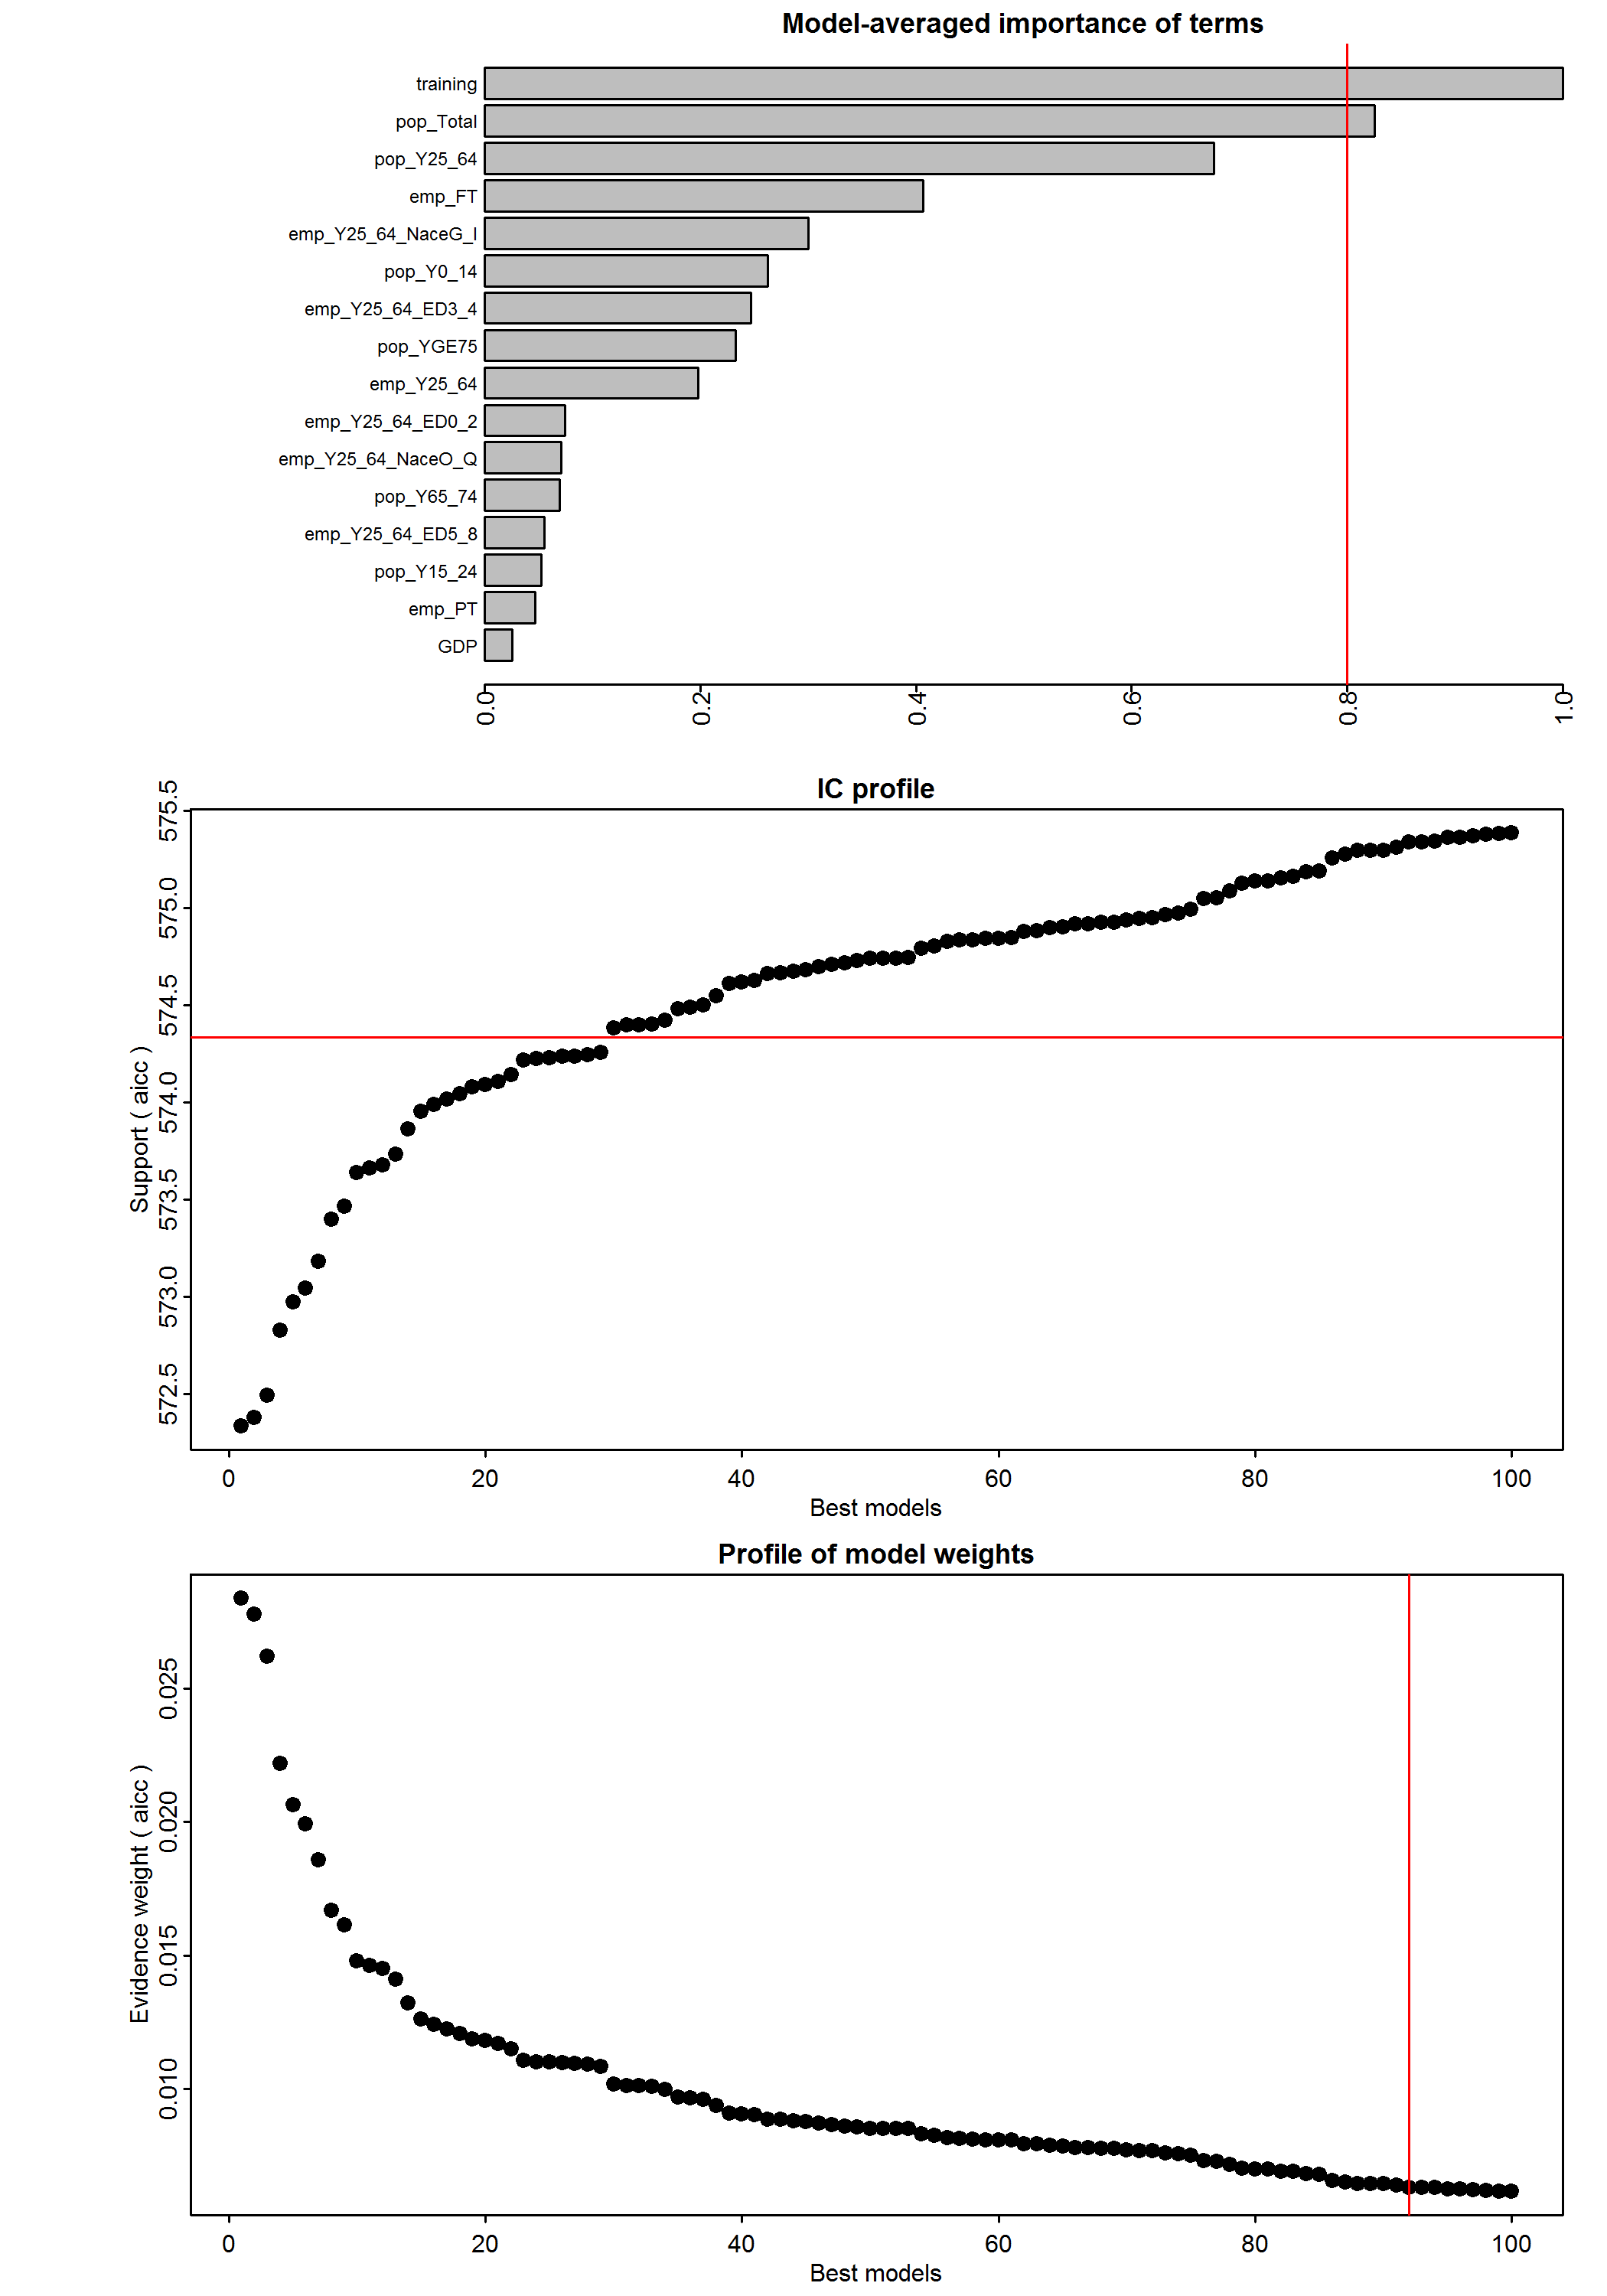 Model-averaged importance of terms
training
pop_Total
pop_Y25_64
emp_FT
emp_Y25_64_NaceG_I
pop_Y0_14
emp_Y25_64_ED3_4
pop_YGE75
emp_Y25_64
emp_Y25_64_ED0_2
emp_Y25_64_NaceO_Q
pop_Y65_74
emp_Y25_64_ED5_8
pop_Y15_24
emp_PT
GDP
0.0 0.2 0.4 0.6 0.8 1.0
IC profile
Support ( aicc )
575.5
575.0
574.5
574.0
573.5
573.0
572.5
0 20 40 60 80 100
Best models
Profile of model weights
Evidence weight ( aicc )
0.025
0.020
0.015
0.010
0 20 40 60 80 100
Best models